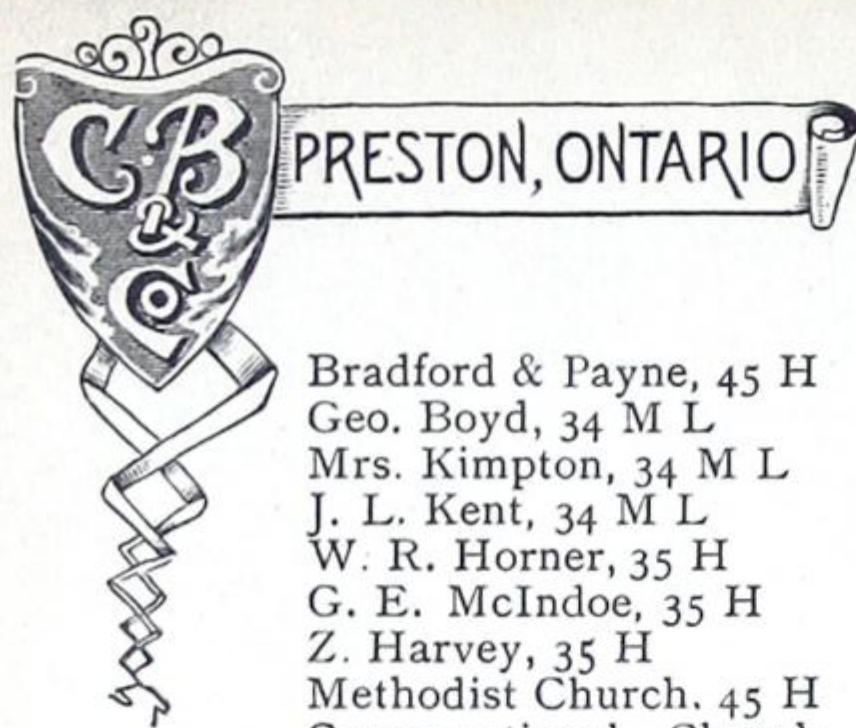 C. B
& Co
PRESTON, ONTARIO
Bradford & Payne, 45 H
Geo. Boyd, 34 M L
Mrs. Kimpton, 34 M L
J. L. Kent, 34 M L
W. R. Horner, 35 H
G. E. McIndoe, 35 H
Z. Harvey, 35 H
Methodist Church. 45 H